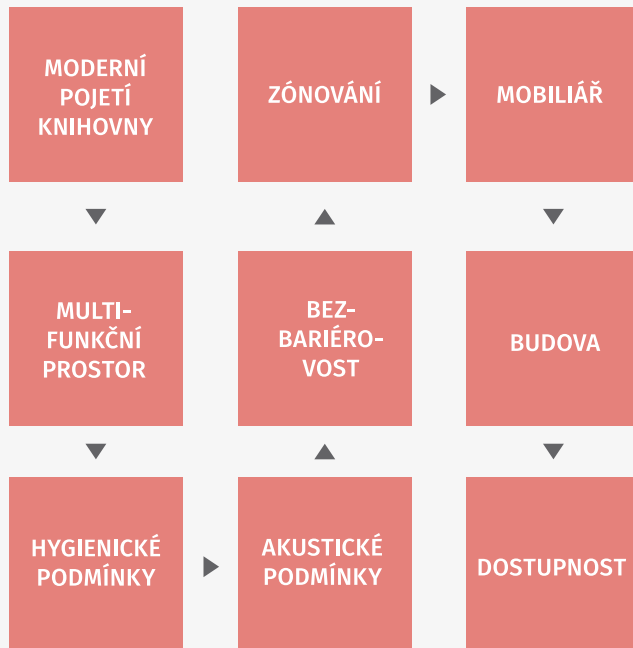 MODERNÍ
POJETÍ
KNIHOVNY
MULTI-
FUNKČNÍ
PROSTOR
HYGIENICKÉ
PODMÍNKY
AKUSTICKÉ
PODMÍNKY
BEZ-
BARIÉRO-
VOST
ZÓNOVÁNÍ
MOBILIÁŘ
BUDOVA
DOSTUPNOST